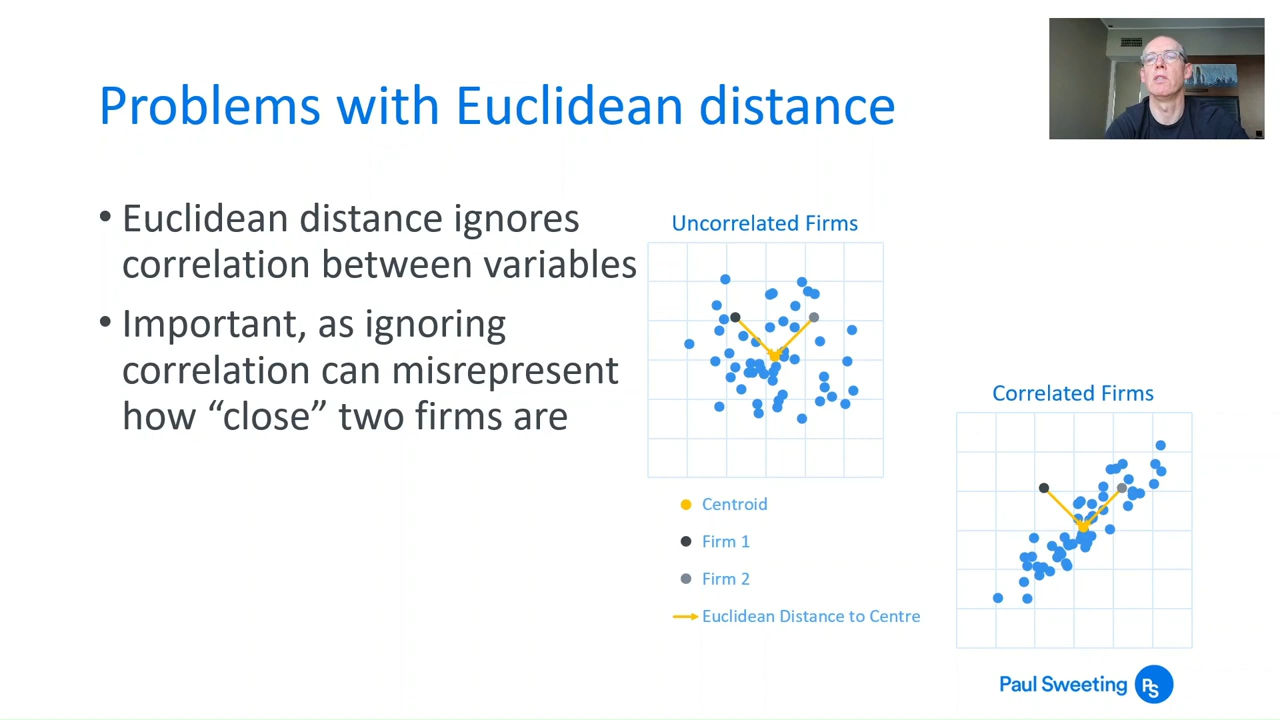 Problems with Euclidean distance
• Euclidean distance ignores
correlation between variables
• Important, as ignoring
correlation can misrepresent
how “close” two firms are
Uncorrelated Firms
Centroid
Firm 1
Firm 2
Euclidean Distance to Centre
Correlated Firms
Paul Sweeting PS